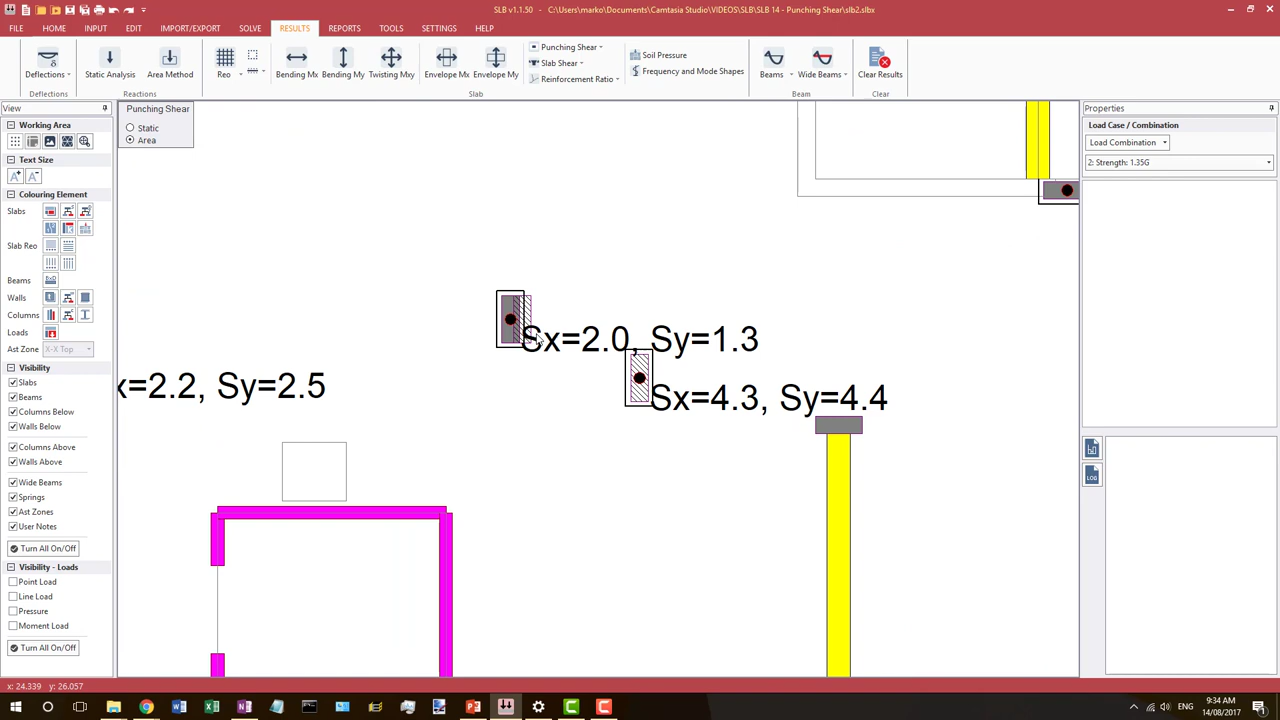 SLB v1.1.50 - C:\Users\marko\Documents\Camtasia Studio\VIDEOS\SLB\SLB 14 - Punching Shear\slb2.slbx
FILE HOME INPUT EDIT IMPORT/EXPORT SOLVE RESULTS REPORTS TOOLS SETTINGS HELP
Deflections Static Analysis Area Method Reo Bending Mx Bending My Twisting Mxy Envelope Mx Envelope My
Punching Shear
Slab Shear
Reinforcement Ratio
Soil Pressure
Frequency and Mode Shapes
Beams Wide Beams Clear Results
Deflections Reactions Slab Beam Clear
View
Working Area
Text Size
A+ A-
Colouring Element
Slabs
Slab Reo
Beams
Walls
Columns
Loads
Ast Zone X-X Top
Visibility
Slabs
Beams
Columns Below
Walls Below
Columns Above
Walls Above
Wide Beams
Springs
Ast Zones
User Notes
Turn All On/Off
Visibility - Loads
Point Load
Line Load
Pressure
Moment Load
Turn All On/Off
Punching Shear
Static
Area
Sx=2.0, Sy=1.3
x=2.2, Sy=2.5
Sx=4.3, Sy=4.4
Properties
Load Case / Combination
Load Combination
2: Strength: 1.35G
LOG
x: 24.339 y: 26.057
ENG
9:34 AM
14/08/2017